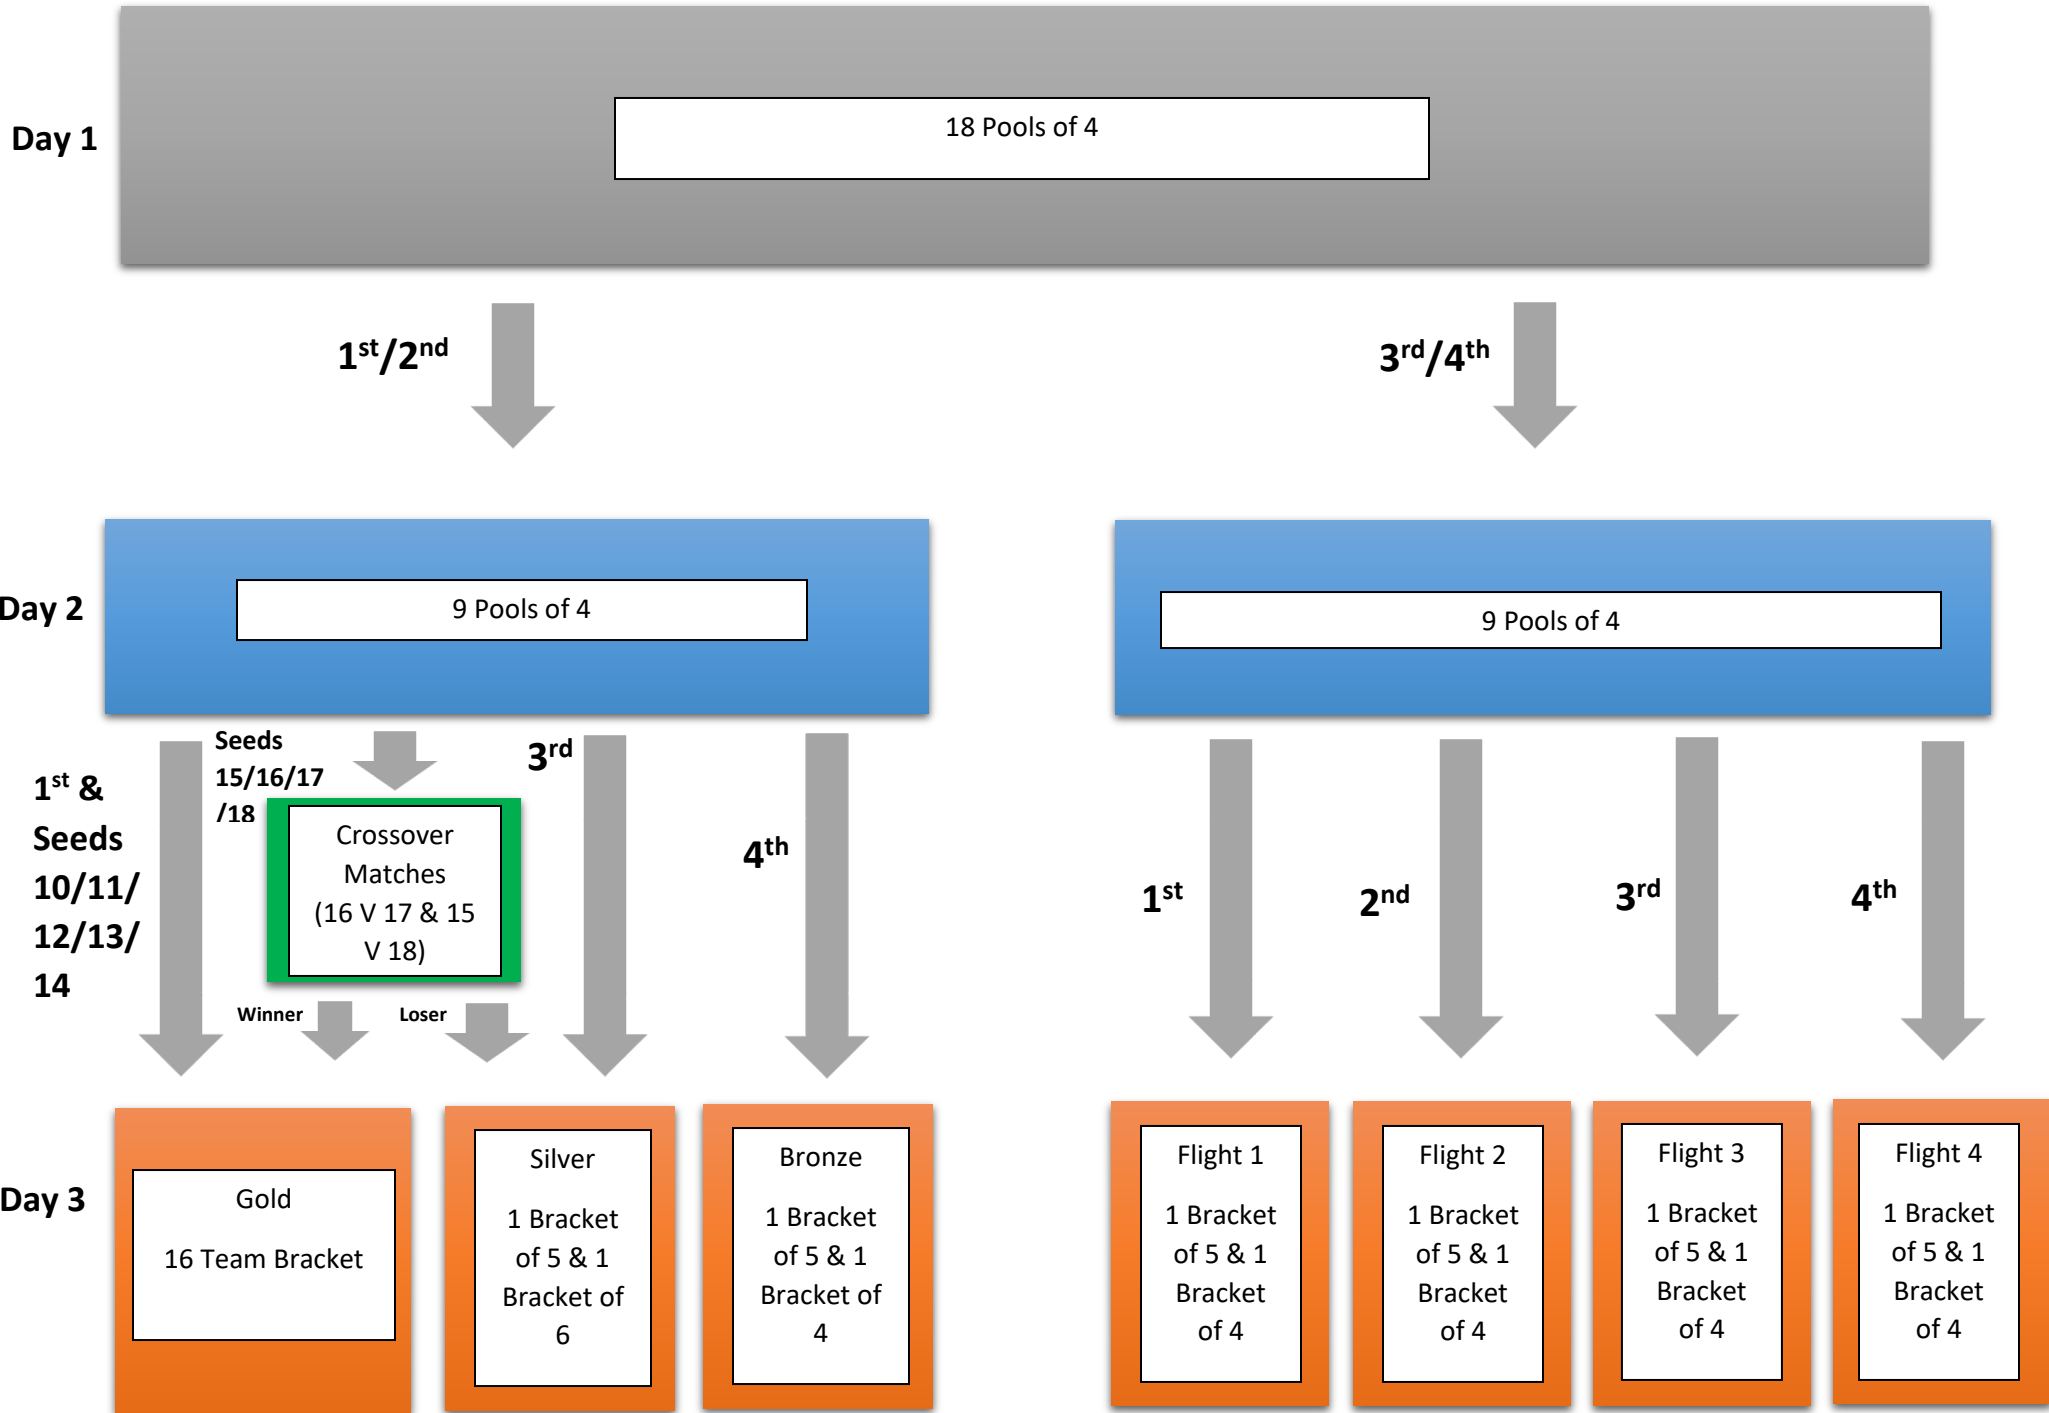 18 Pools of 4
Day 1
1st/2nd
3rd/4th
9 Pools of 4
9 Pools of 4
Day 2
1st &
Seeds
10/11/
12/13/
14
Seeds
15/16/17
/18
Crossover
Matches
(16 V 17 & 15
V 18)
Winner
Loser
3rd
4th
1st
2nd
3rd
4th
Day 3
Gold
16 Team Bracket
Silver
1 Bracket
of 5 & 1
Bracket of
6
Bronze
1 Bracket
of 5 & 1
Bracket of
4
Flight 1
1 Bracket
of 5 & 1
Bracket
of 4
Flight 2
1 Bracket
of 5 & 1
Bracket
of 4
Flight 3
1 Bracket
of 5 & 1
Bracket
of 4
Flight 4
1 Bracket
of 5 & 1
Bracket
of 4